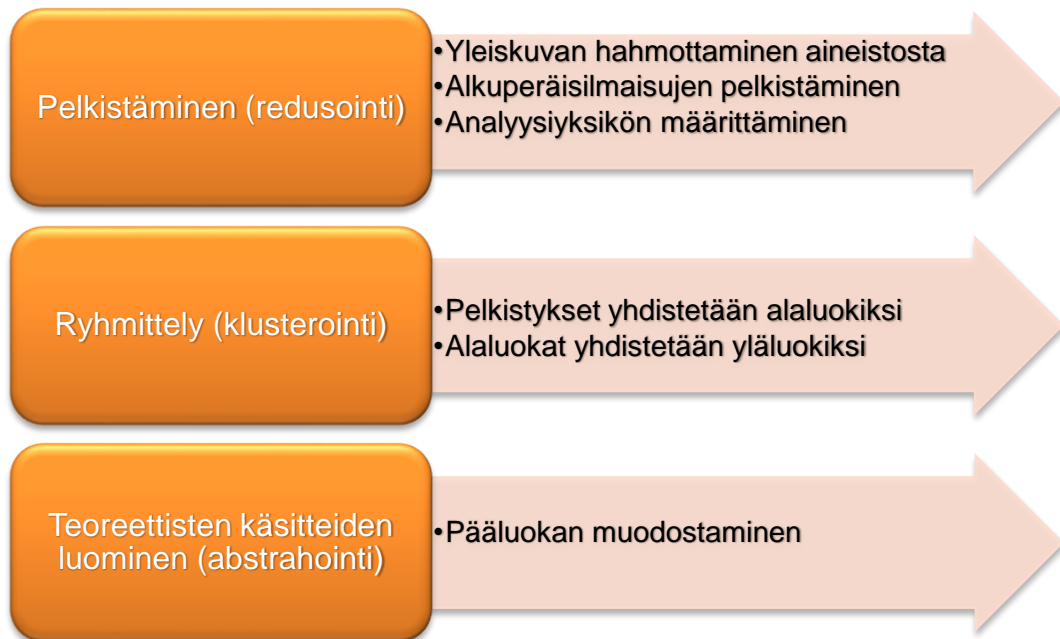 Pelkistäminen (redusointi)
•Yleiskuvan hahmottaminen aineistosta
•Alkuperäisilmaisujen pelkistäminen
•Analyysiyksikön määrittäminen
Ryhmittely (klusterointi)
•Pelkistykset yhdistetään alaluokiksi
•Alaluokat yhdistetään yläluokiksi
Teoreettisten käsitteiden
luominen (abstrahointi)
•Pääluokan muodostaminen